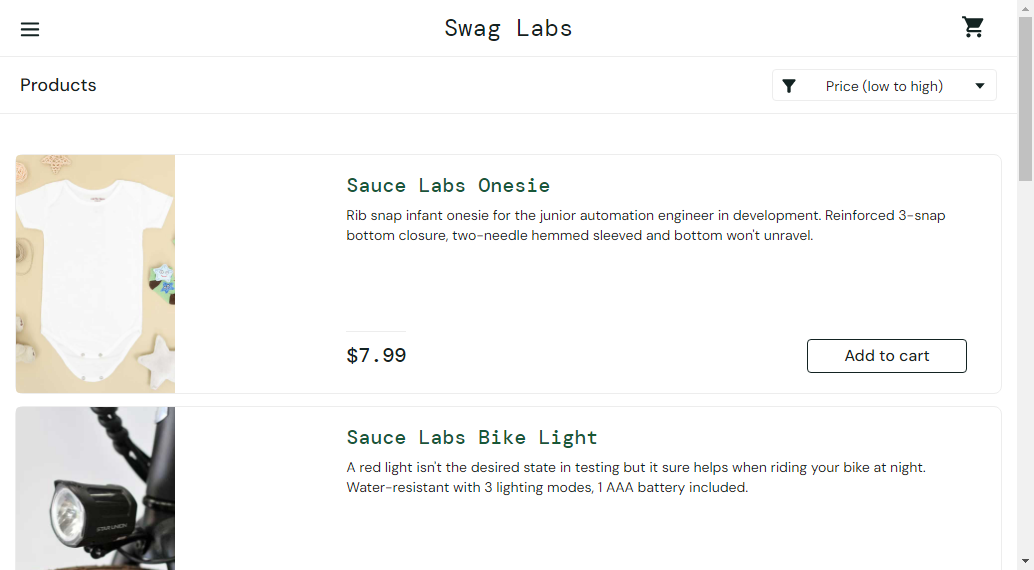 Swag Labs
Products
Price (low to high)
Sauce Labs Onesie
Rib snap infant onesie for the junior automation engineer in development. Reinforced 3-snap
bottom closure, two-needle hemmed sleeved and bottom won't unravel.
$7.99
Add to cart
Sauce Labs Bike Light
A red light isn't the desired state in testing but it sure helps when riding your bike at night.
Water-resistant with 3 lighting modes, 1 AAA battery included.